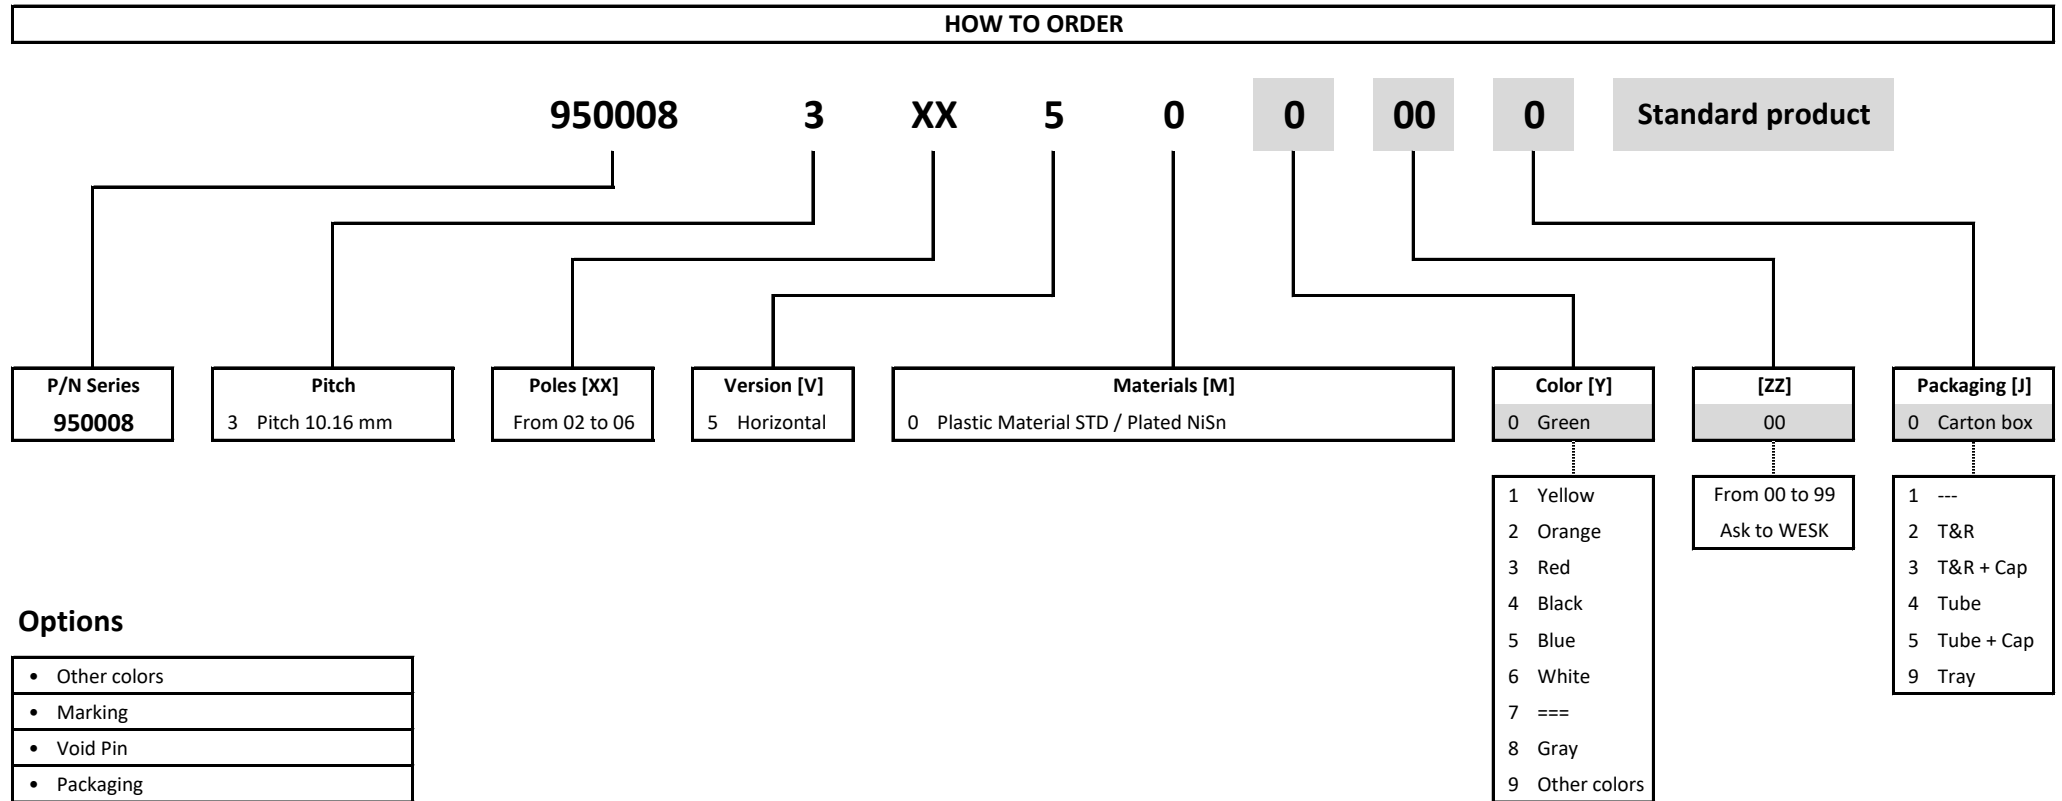 HOW TO ORDER
950008 3 XX 5 0 0 00 0 Standard product
P/N Series Pitch Poles [XX] Version [V] Materials [M] Color [Y] [ZZ] Packaging [J]
950008 3 Pitch 10.16 mm From 02 to 06 5 Horizontal 0 Plastic Material STD / Plated NiSn 0 Green 00 0 Carton box
1 Yellow From 00 to 99 1 ---
2 Orange Ask to WESK 2 T&R
3 Red 3 T&R + Cap
4 Black 4 Tube
5 Blue 5 Tube + Cap
6 White 9 Tray
7 ===
8 Gray
9 Other colors
Options
• Other colors
• Marking
• Void Pin
• Packaging